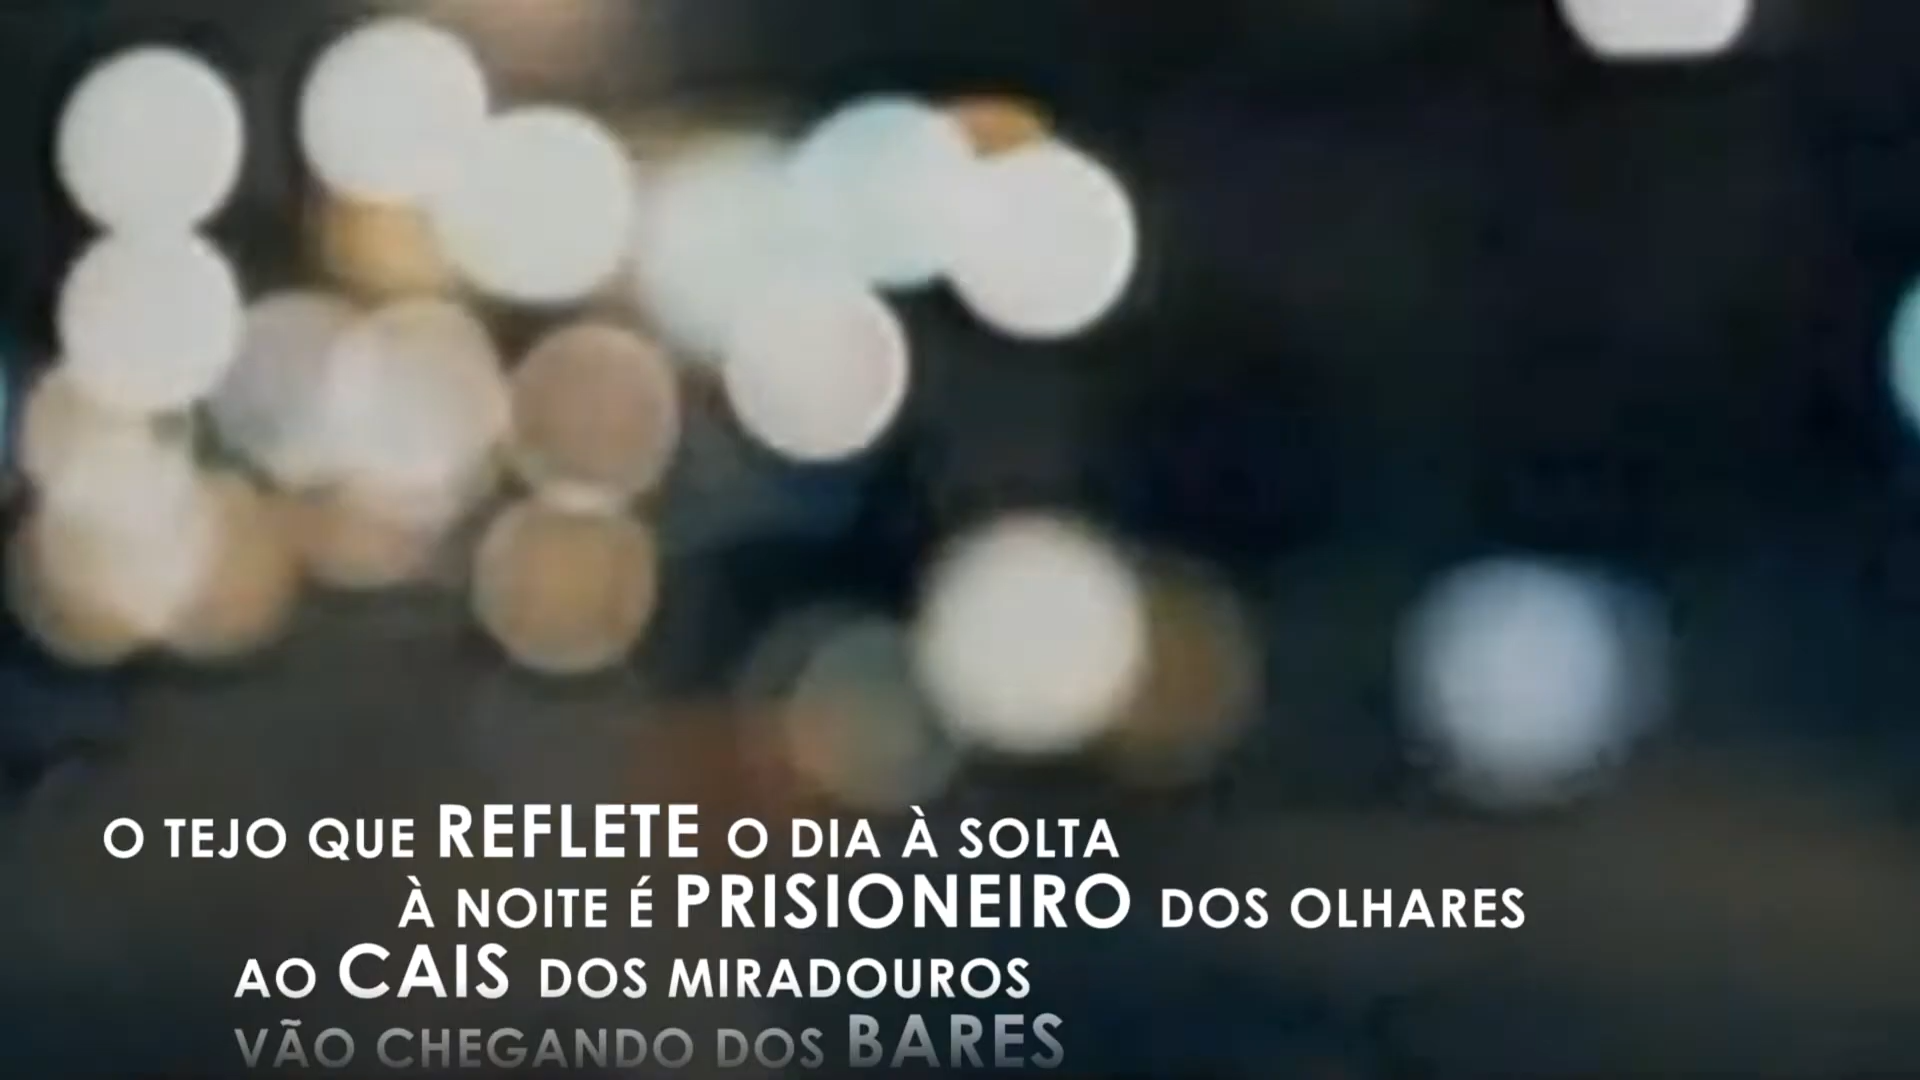 O TEJO QUE REFLETE O DIA À SOLTA
À NOITE É PRISIONEIRO DOS OLHARES
AO CAIS DOS MIRADOUROS
VÃO CHEGANDO DOS BARES